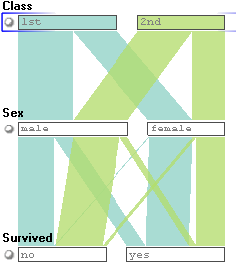 Class
1st 2nd
Sex
male female
Survived
no yes